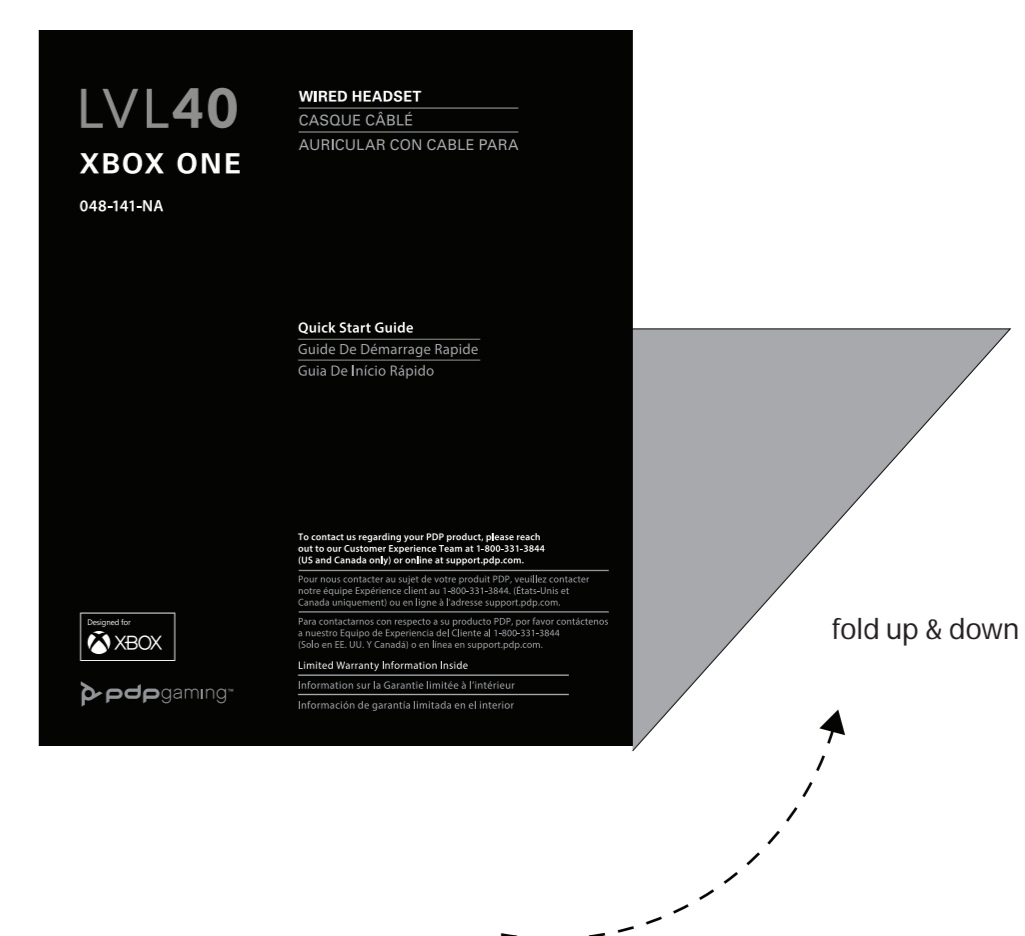 LVL40
XBOX ONE
048-141-NA
WIRED HEADSET
CASQUE CÂBLÉ
AURICULAR CON CABLE PARA
Quick Start Guide
Guide De Démarrage Rapide
Guia De Início Rápido
To contact us regarding your PDP product, please reach
out to our Customer Experience Team at 1-800-331-3844
(US and Canada only) or online at support.pdp.com.
Pour nous contacter au sujet de votre produit PDP, veuillez contacter
notre équipe Expérience client au 1-800-331-3844. (États-Unis et
Canada uniquement) ou en ligne à l'adresse support.pdp.com.
Para contactarnos con respecto a su producto PDP, por favor contáctenos
a nuestro Equipo de Experiencia del Cliente al 1-800-331-3844
(Solo en EE. UU. Y Canadá) o en línea en support.pdp.com.
Limited Warranty Information Inside
Information sur la Garantie limitée à l'intérieur
Información de garantía limitada en el interior
Designed for
XBOX
pdpgaming™
fold up & down